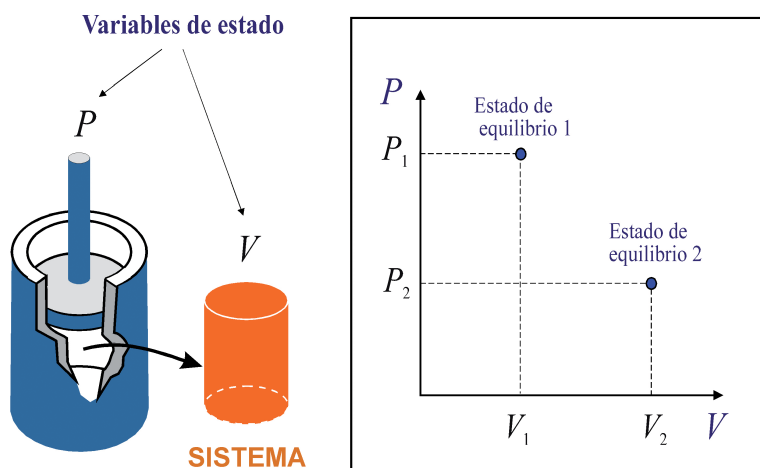 Variables de estado
P
V
SISTEMA
P
Estado de
equilibrio 1
P1
Estado de
equilibrio 2
P2
V1
V2
V